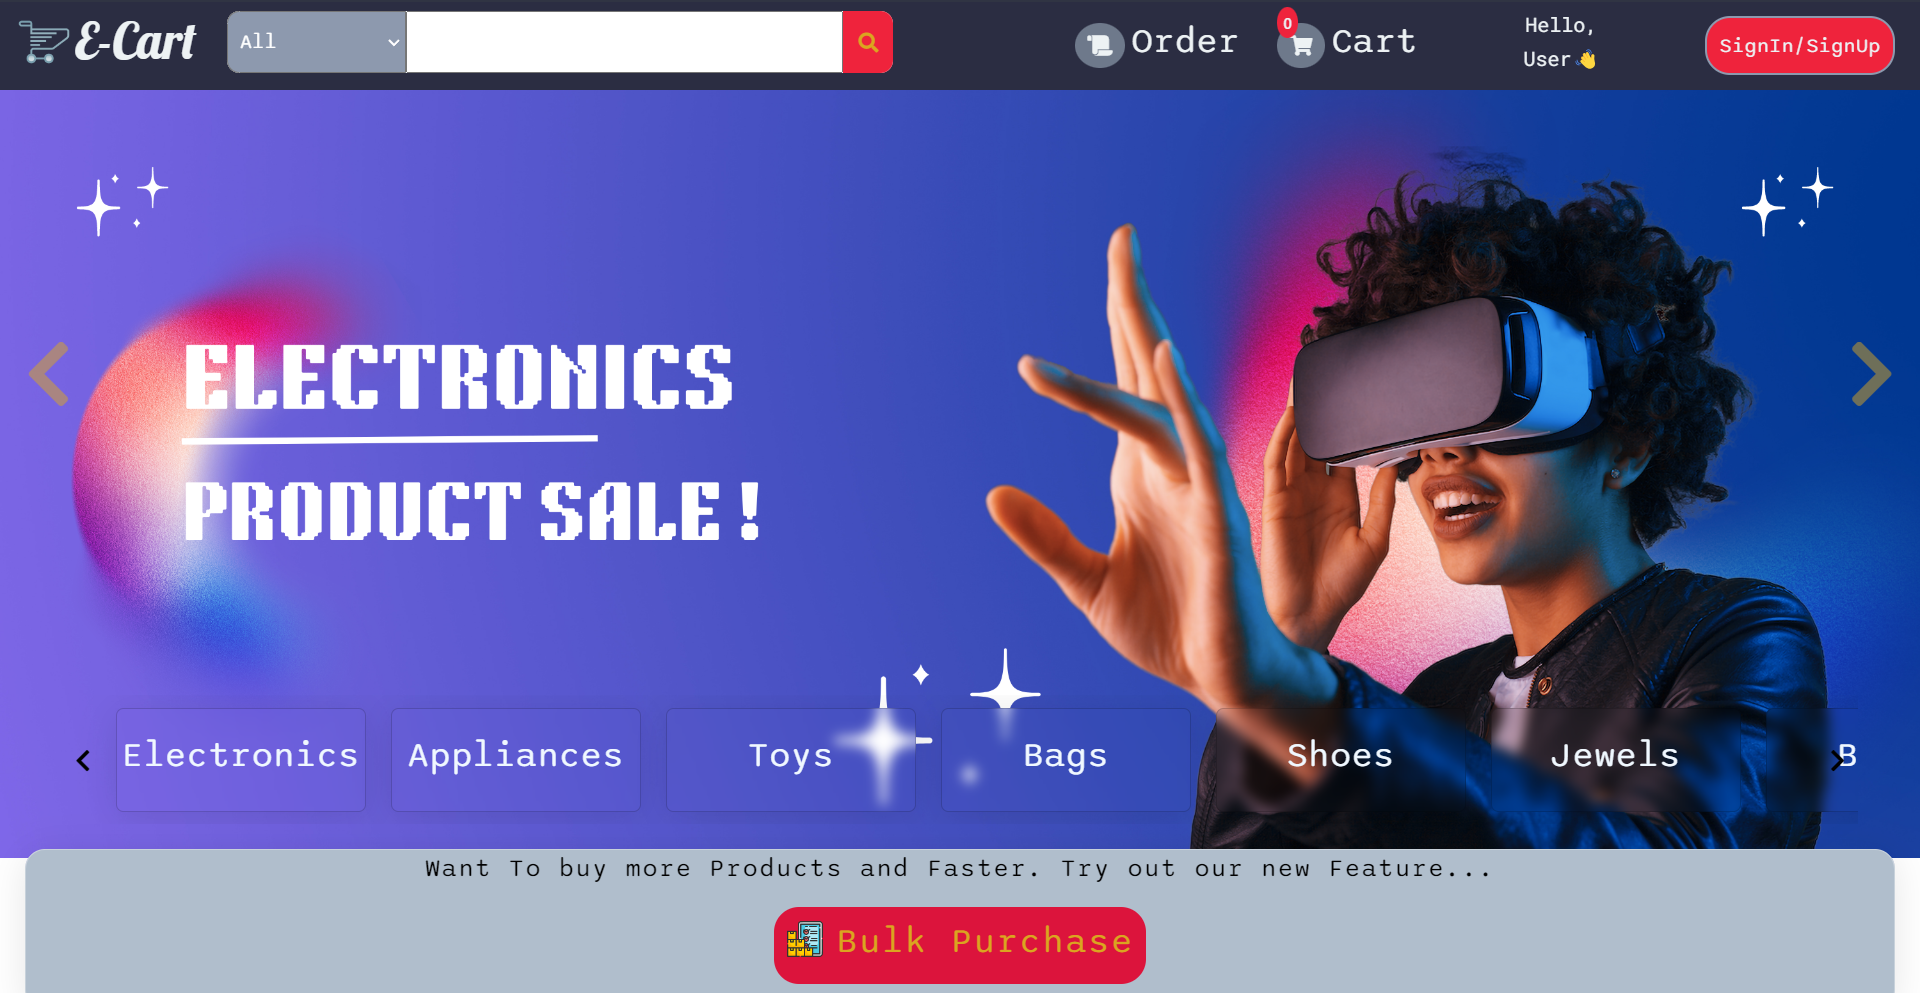 E-Cart
All
Order
0
Cart
Hello,
User 👋
SignIn/SignUp
ELECTRONICS
PRODUCT SALE !
Electronics
Appliances
Toys
Bags
Shoes
Jewels
B
Want To buy more Products and Faster. Try out our new Feature...
Bulk Purchase